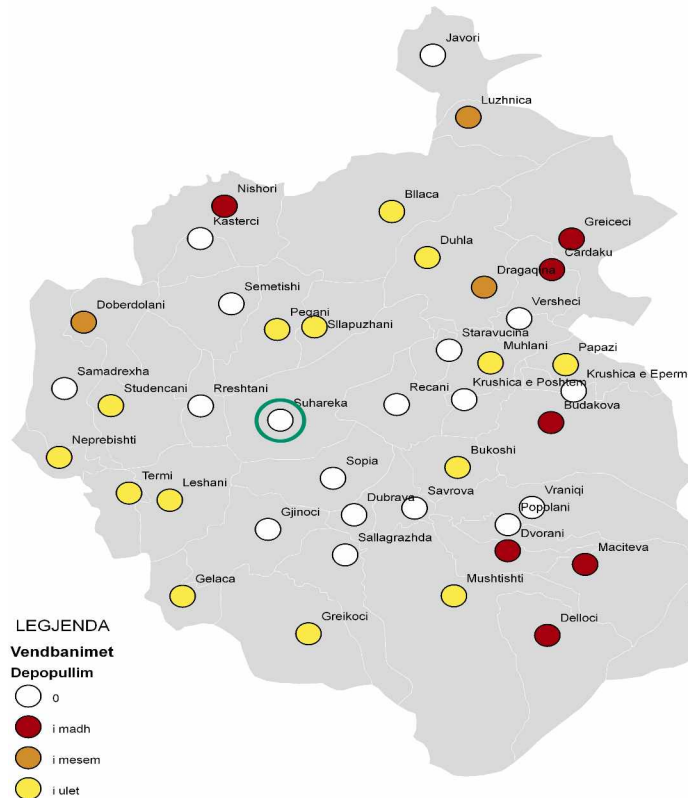 Javori
Luzhnica
Nishori
Bllaca
Kasterci
Greiceci
Duhla
Cardaku
Dragaqina
Semetishi
Doberdolani
Versheci
Pegani
Sllapuzhani
Staravucina
Muhlani
Papazi
Samadrexha
Krushica e Eperm
Studencani
Rreshtani
Recani
Krushica e Poshtem
Suhareka
Budakova
Neprebishti
Bukoshi
Termi
Leshani
Sopia
Vraniqi
Dubrava
Savrova
Popolani
Gjinoci
Dvorani
Sallagrazhda
Maciteva
Gelaca
Mushtishti
Greikoci
Delloci
LEGJENDA
Vendbanimet
Depopullim
0
i madh
i mesem
i ulet